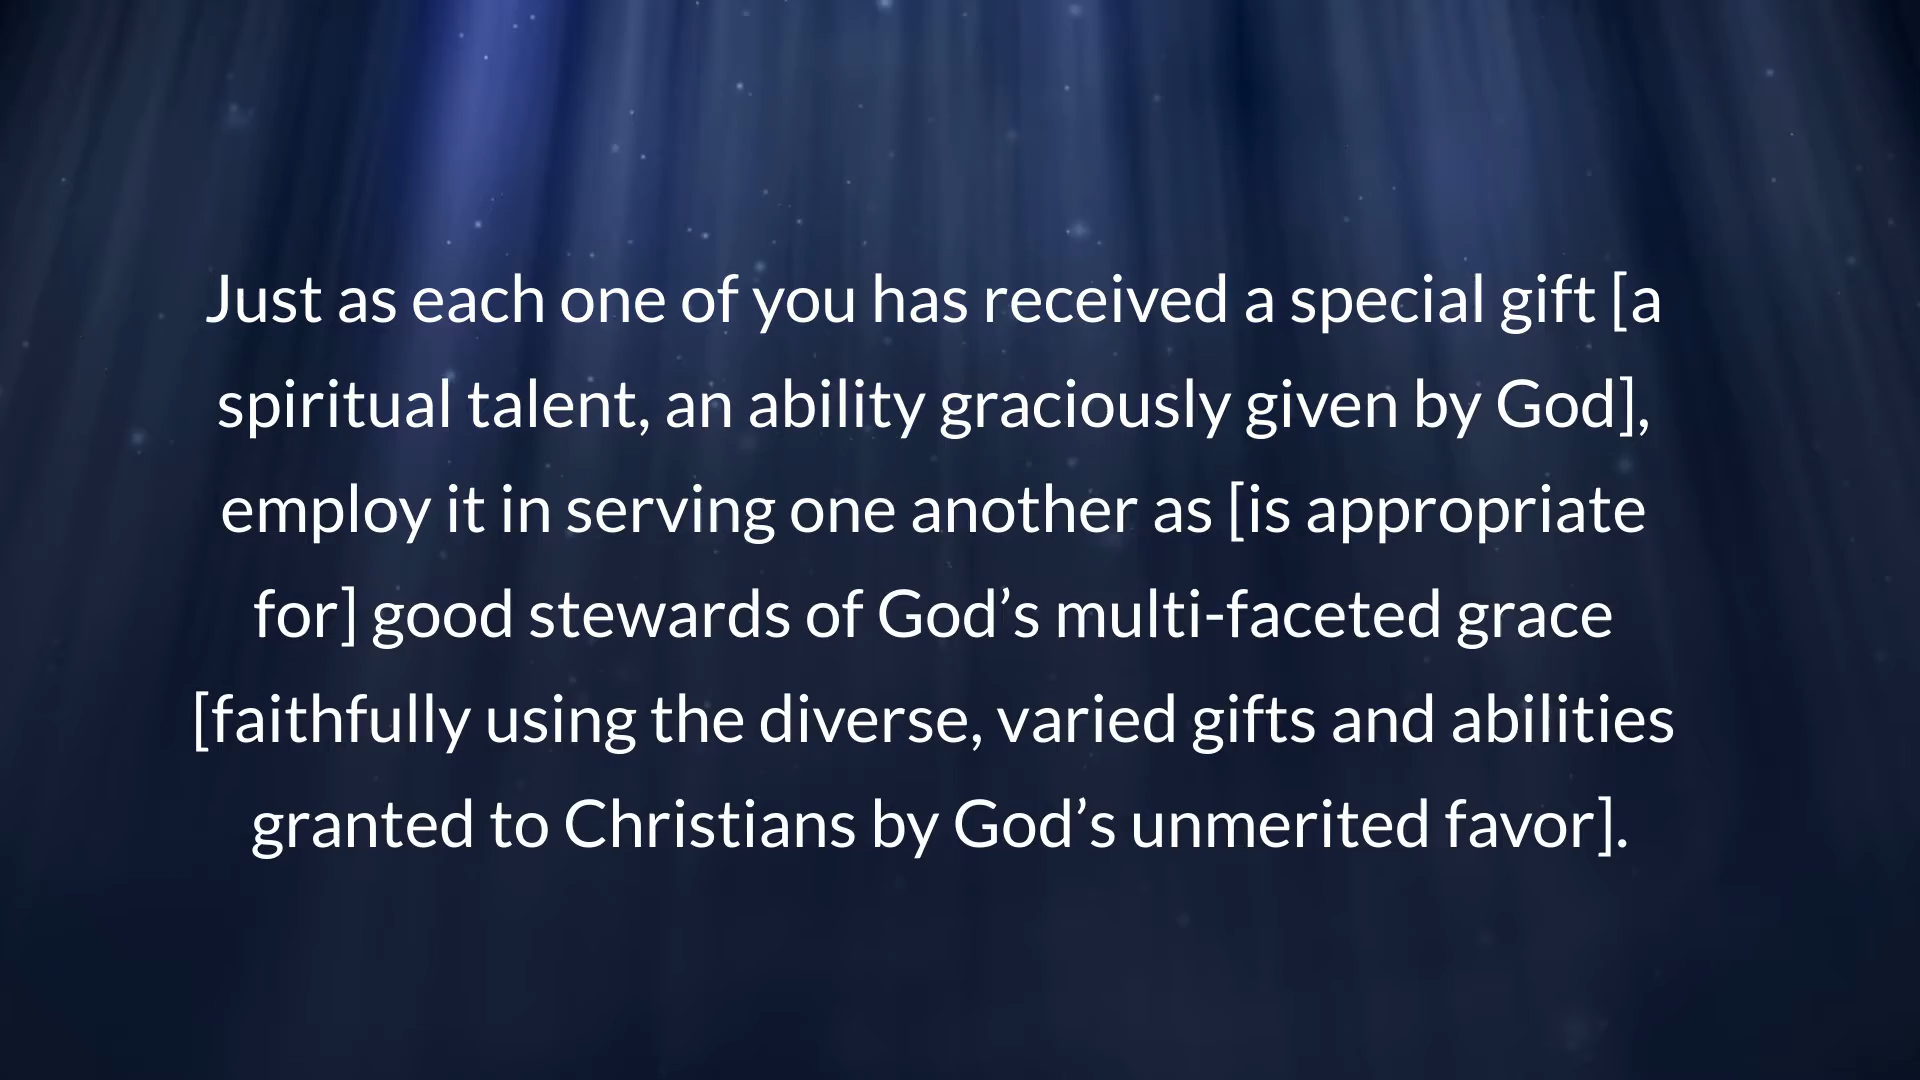 Just as each one of you has received a special gift [a
spiritual talent, an ability graciously given by God],
employ it in serving one another as [is appropriate
for] good stewards of God’s multi-faceted grace
[faithfully using the diverse, varied gifts and abilities
granted to Christians by God’s unmerited favor].